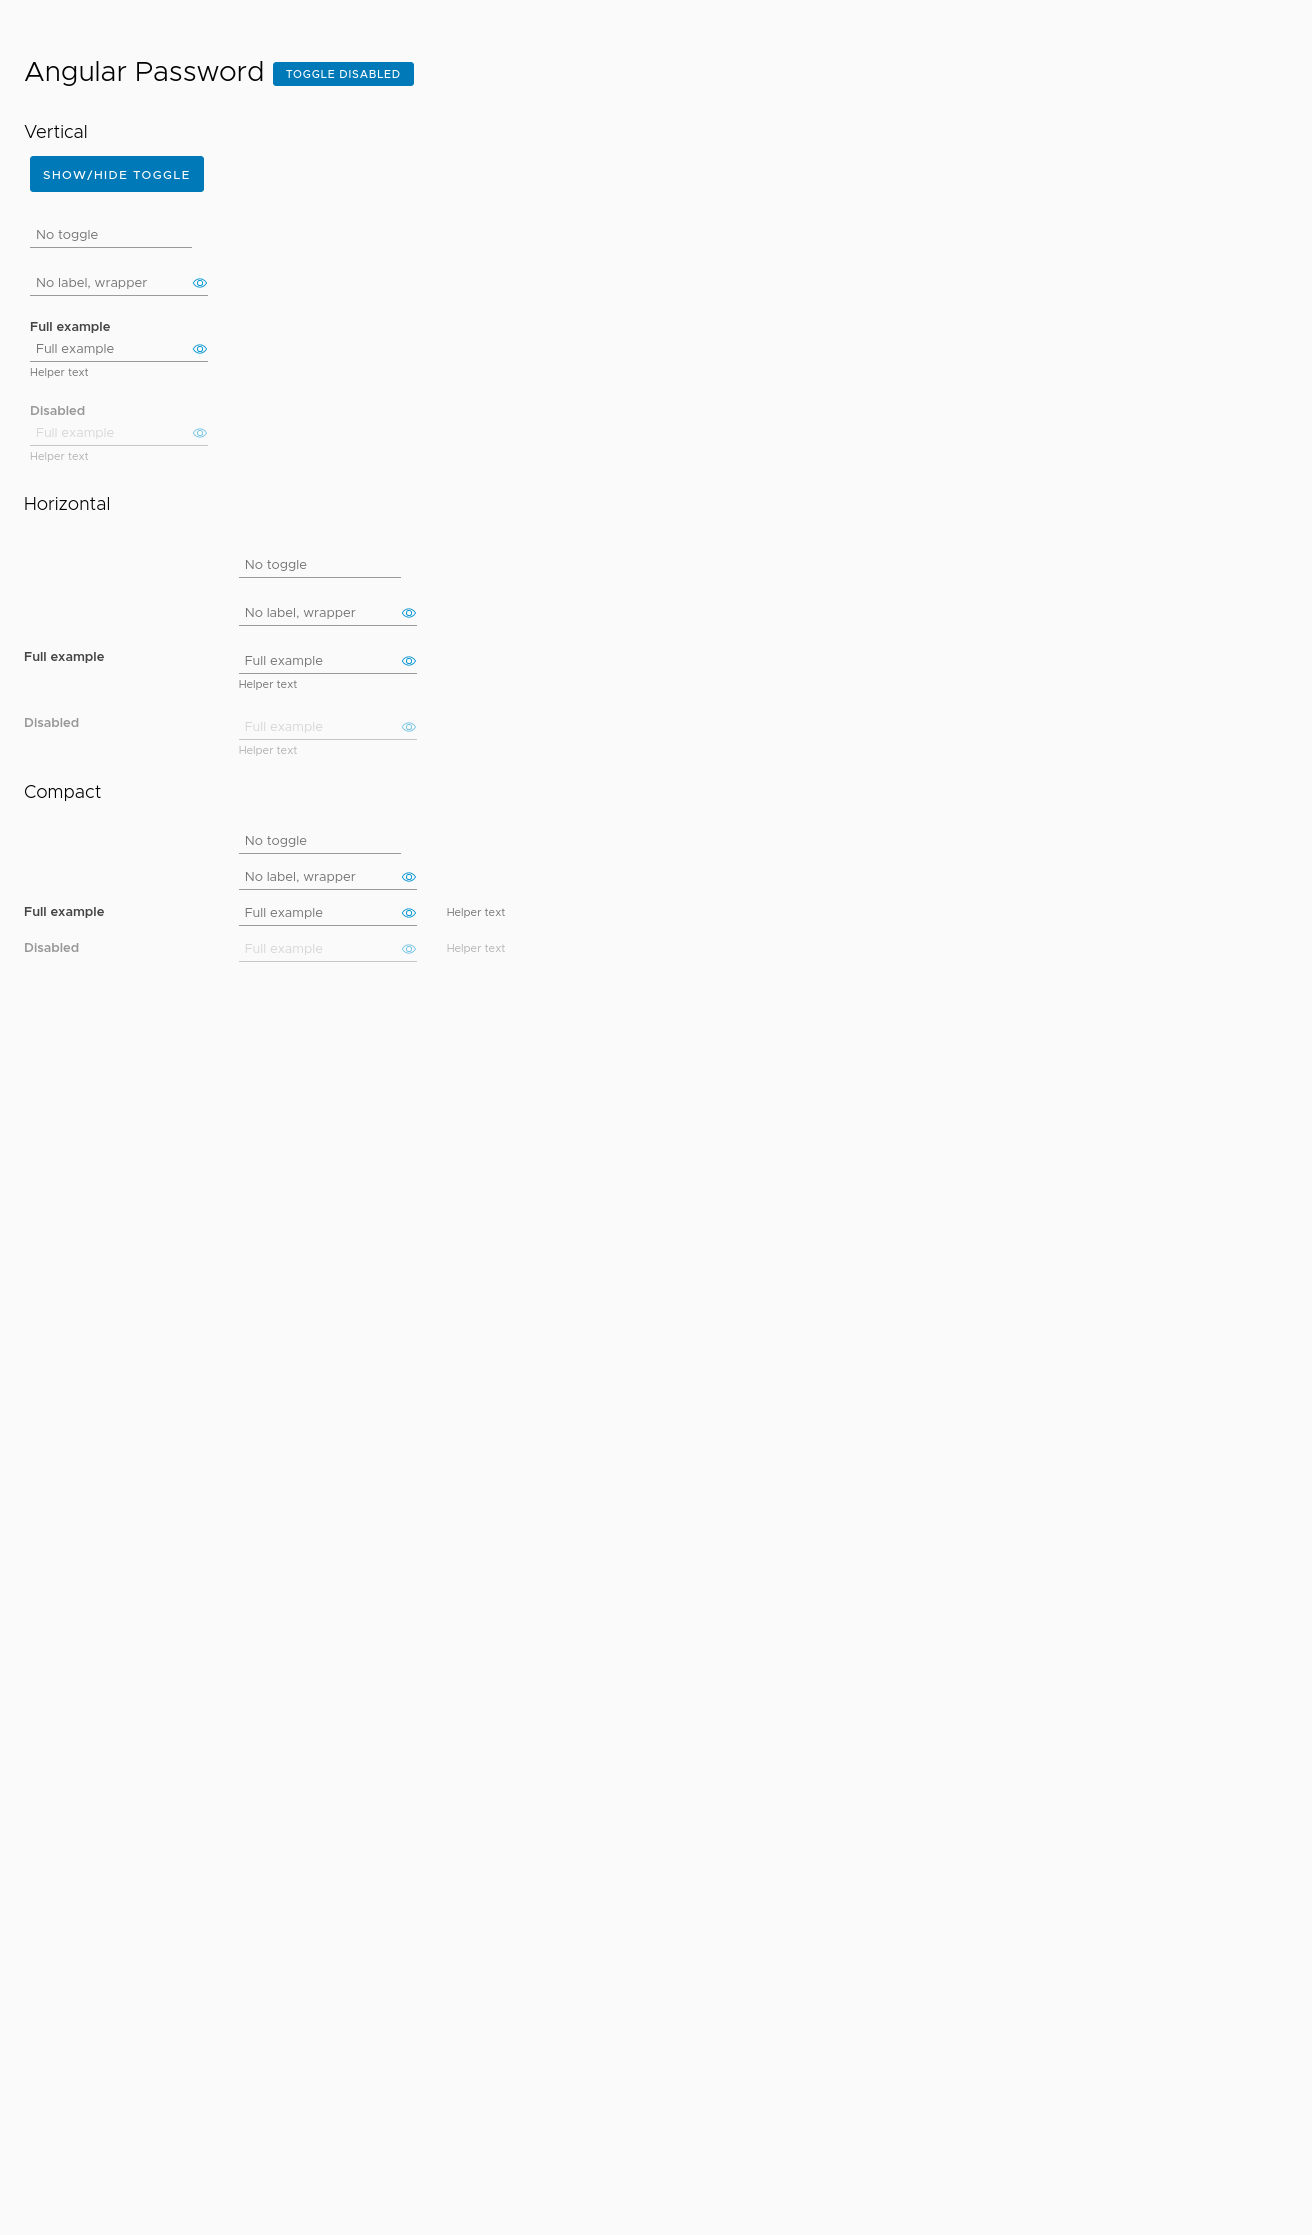 Angular Password TOGGLE DISABLED
Vertical
SHOW/HIDE TOGGLE
No toggle
No label, wrapper
Full example
Full example
Helper text
Disabled
Full example
Helper text
Horizontal
No toggle
No label, wrapper
Full example Full example
Helper text
Disabled Full example
Helper text
Compact
No toggle
No label, wrapper
Full example Full example Helper text
Disabled Full example Helper text